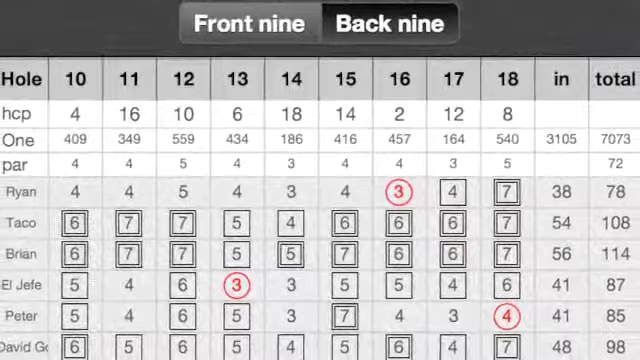 Front nine Back nine
Hole 10 11 12 13 14 15 16 17 18 in total
hcp 4 16 10 6 18 14 2 12 8
One 409 349 559 434 186 416 457 164 540 3105 7073
par 4 4 5 4 3 4 4 3 5 72
Ryan 4 4 5 4 3 4 3 4 7 38 78
Taco 6 7 7 5 4 6 6 6 7 54 108
Brian 6 7 7 5 5 7 6 6 7 56 114
El Jefe 5 4 6 3 3 5 5 4 6 41 87
Peter 5 4 6 5 3 7 4 3 4 41 85
David Go 6 5 6 5 4 5 6 4 7 48 98